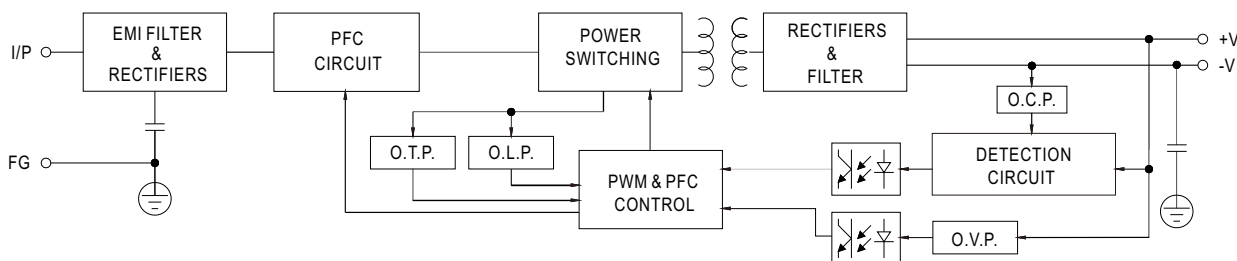 I/P
EMI FILTER
&
RECTIFIERS
PFC
CIRCUIT
POWER
SWITCHING
RECTIFIERS
&
FILTER
+V
-V
O.C.P.
FG
O.T.P.
O.L.P.
PWM & PFC
CONTROL
DETECTION
CIRCUIT
O.V.P.